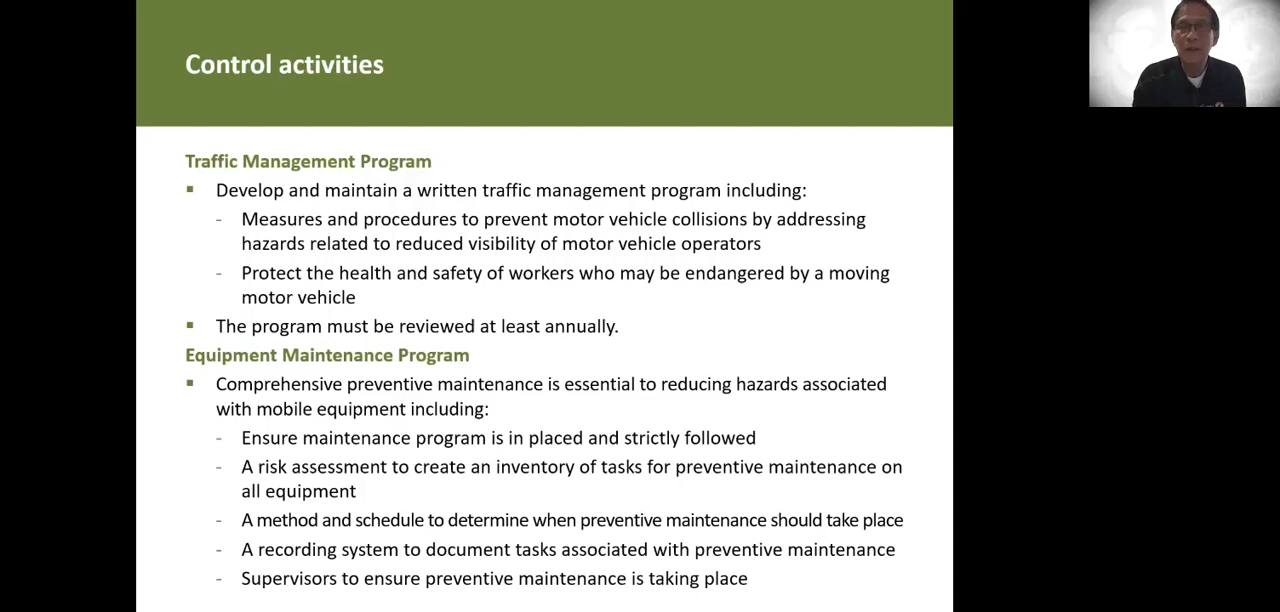 Control activities
Traffic Management Program
▪ Develop and maintain a written traffic management program including:
- Measures and procedures to prevent motor vehicle collisions by addressing
hazards related to reduced visibility of motor vehicle operators
- Protect the health and safety of workers who may be endangered by a moving
motor vehicle
▪ The program must be reviewed at least annually.
Equipment Maintenance Program
▪ Comprehensive preventive maintenance is essential to reducing hazards associated
with mobile equipment including:
- Ensure maintenance program is in placed and strictly followed
- A risk assessment to create an inventory of tasks for preventive maintenance on
all equipment
- A method and schedule to determine when preventive maintenance should take place
- A recording system to document tasks associated with preventive maintenance
- Supervisors to ensure preventive maintenance is taking place